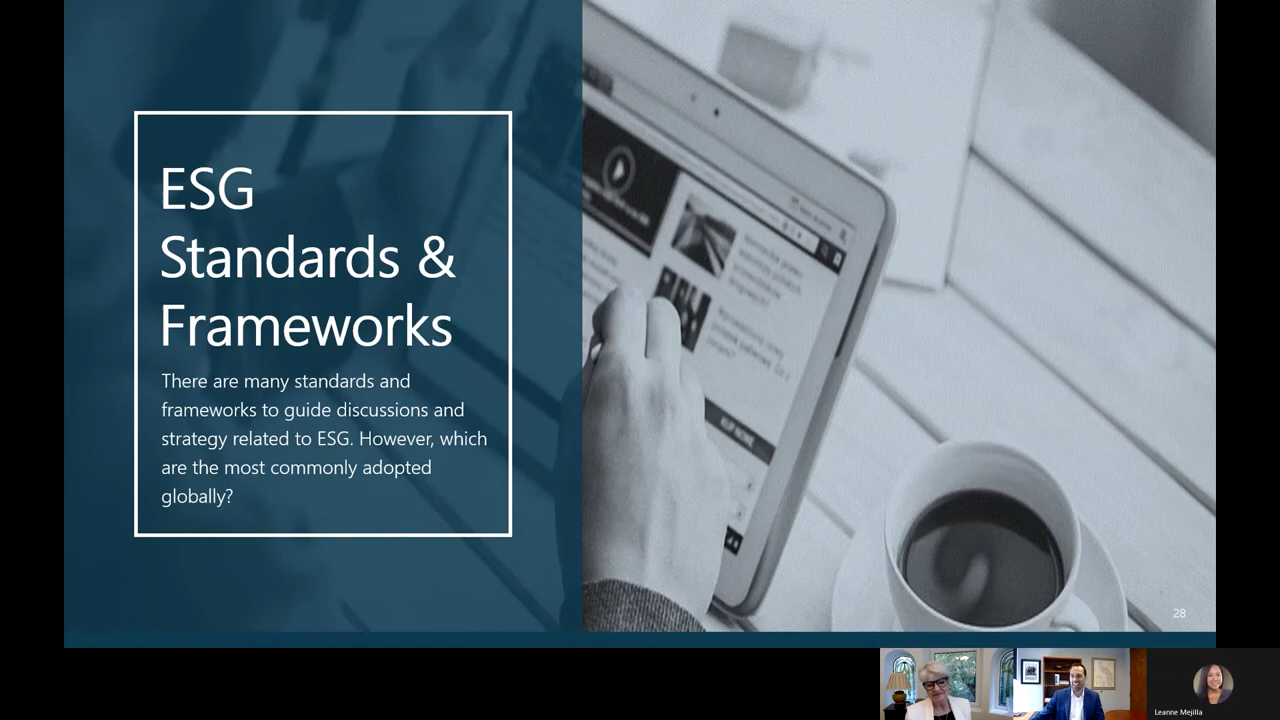 ESG
Standards &
Frameworks
There are many standards and
frameworks to guide discussions and
strategy related to ESG. However, which
are the most commonly adopted
globally?
28
Leanne Mejilla